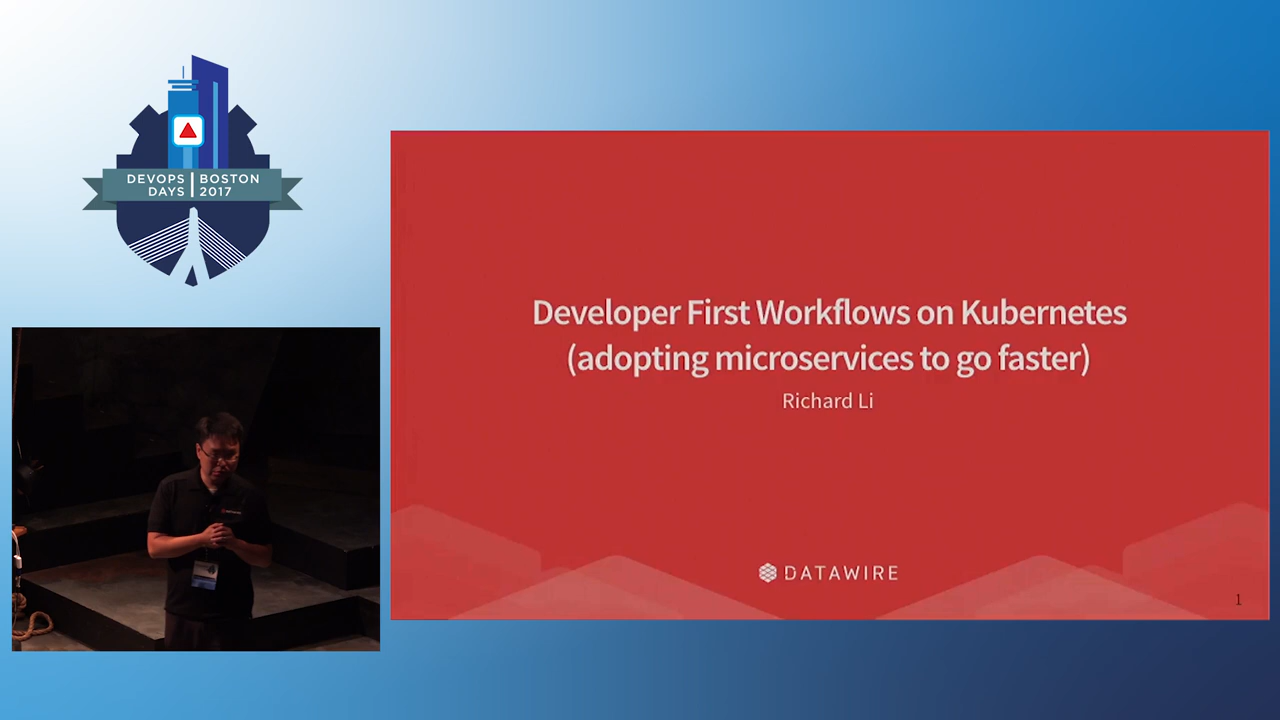 DEVOPS DAYS
BOSTON 2017
Developer First Workflows on Kubernetes
(adopting microservices to go faster)
Richard Li
DATAWIRE
1